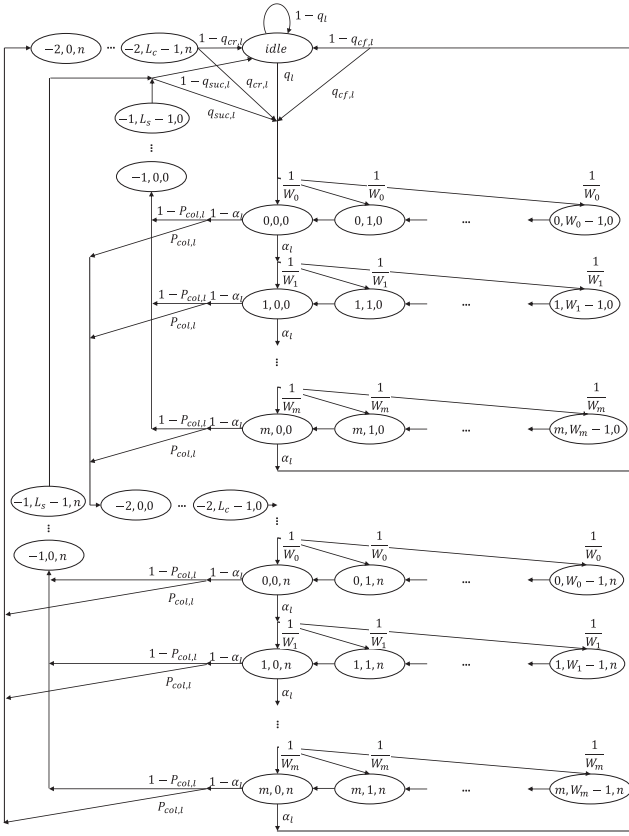 1 − q_l
−2, 0, n ... −2, L_c − 1, n 1 − q_{cr,l} idle 1 − q_{cf,l}
1 − q_{suc,l} q_{cr,l} q_l
q_{suc,l} q_{cf,l}
−1, L_s − 1,0
⋮
−1,0,0
1/W_0 1/W_0 1/W_0
1 − P_{col,l} 1 − α_l 0,0,0 0,1,0 ... 0, W_0 − 1,0
P_{col,l} α_l
1/W_1 1/W_1 1/W_1
1 − P_{col,l} 1 − α_l 1,0,0 1,1,0 ... 1, W_1 − 1,0
P_{col,l} α_l
⋮
1/W_m 1/W_m 1/W_m
1 − P_{col,l} 1 − α_l m, 0,0 m, 1,0 ... m, W_m − 1,0
P_{col,l} α_l
−1, L_s − 1, n −2,0,0 ... −2, L_c − 1,0
⋮ ⋮
−1,0, n
1/W_0 1/W_0 1/W_0
1 − P_{col,l} 1 − α_l 0,0, n 0,1, n ... 0, W_0 − 1, n
P_{col,l} α_l
1/W_1 1/W_1 1/W_1
1 − P_{col,l} 1 − α_l 1,0, n 1,1, n ... 1, W_1 − 1, n
P_{col,l} α_l
⋮
1/W_m 1/W_m 1/W_m
1 − P_{col,l} 1 − α_l m, 0, n m, 1, n ... m, W_m − 1, n
P_{col,l} α_l